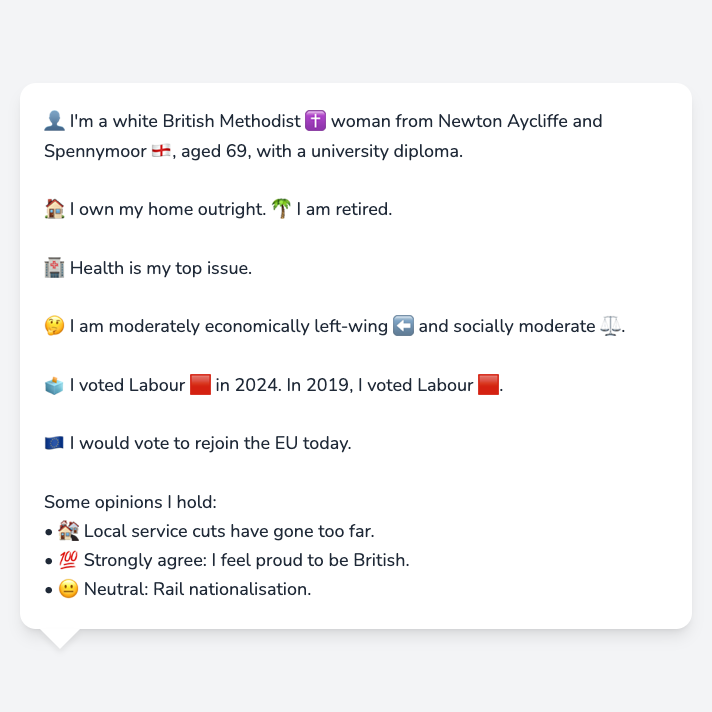 👤 I'm a white British Methodist ✝️ woman from Newton Aycliffe and
Spennymoor 🏴󠁧󠁢󠁥󠁮󠁧󠁿, aged 69, with a university diploma.
🏠 I own my home outright. 🌴 I am retired.
🏥 Health is my top issue.
🤔 I am moderately economically left-wing ⬅️ and socially moderate ⚖️.
🗳️ I voted Labour 🟥 in 2024. In 2019, I voted Labour 🟥.
🇪🇺 I would vote to rejoin the EU today.
Some opinions I hold:
• 🏚️ Local service cuts have gone too far.
• 💯 Strongly agree: I feel proud to be British.
• 😐 Neutral: Rail nationalisation.